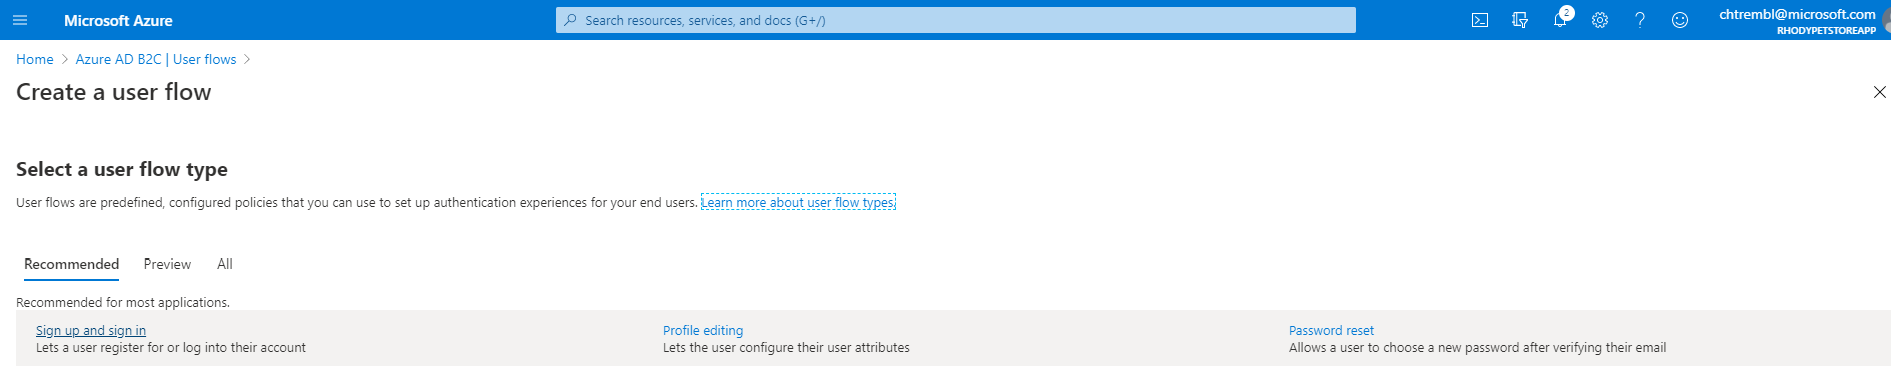 Microsoft Azure
Search resources, services, and docs (G+/)
2
chtrembl@microsoft.com
RHODYPETSTOREAPP
Home > Azure AD B2C | User flows >
Create a user flow
Select a user flow type
User flows are predefined, configured policies that you can use to set up authentication experiences for your end users. Learn more about user flow types.
Recommended Preview All
Recommended for most applications.
Sign up and sign in
Lets a user register for or log into their account
Profile editing
Lets the user configure their user attributes
Password reset
Allows a user to choose a new password after verifying their email